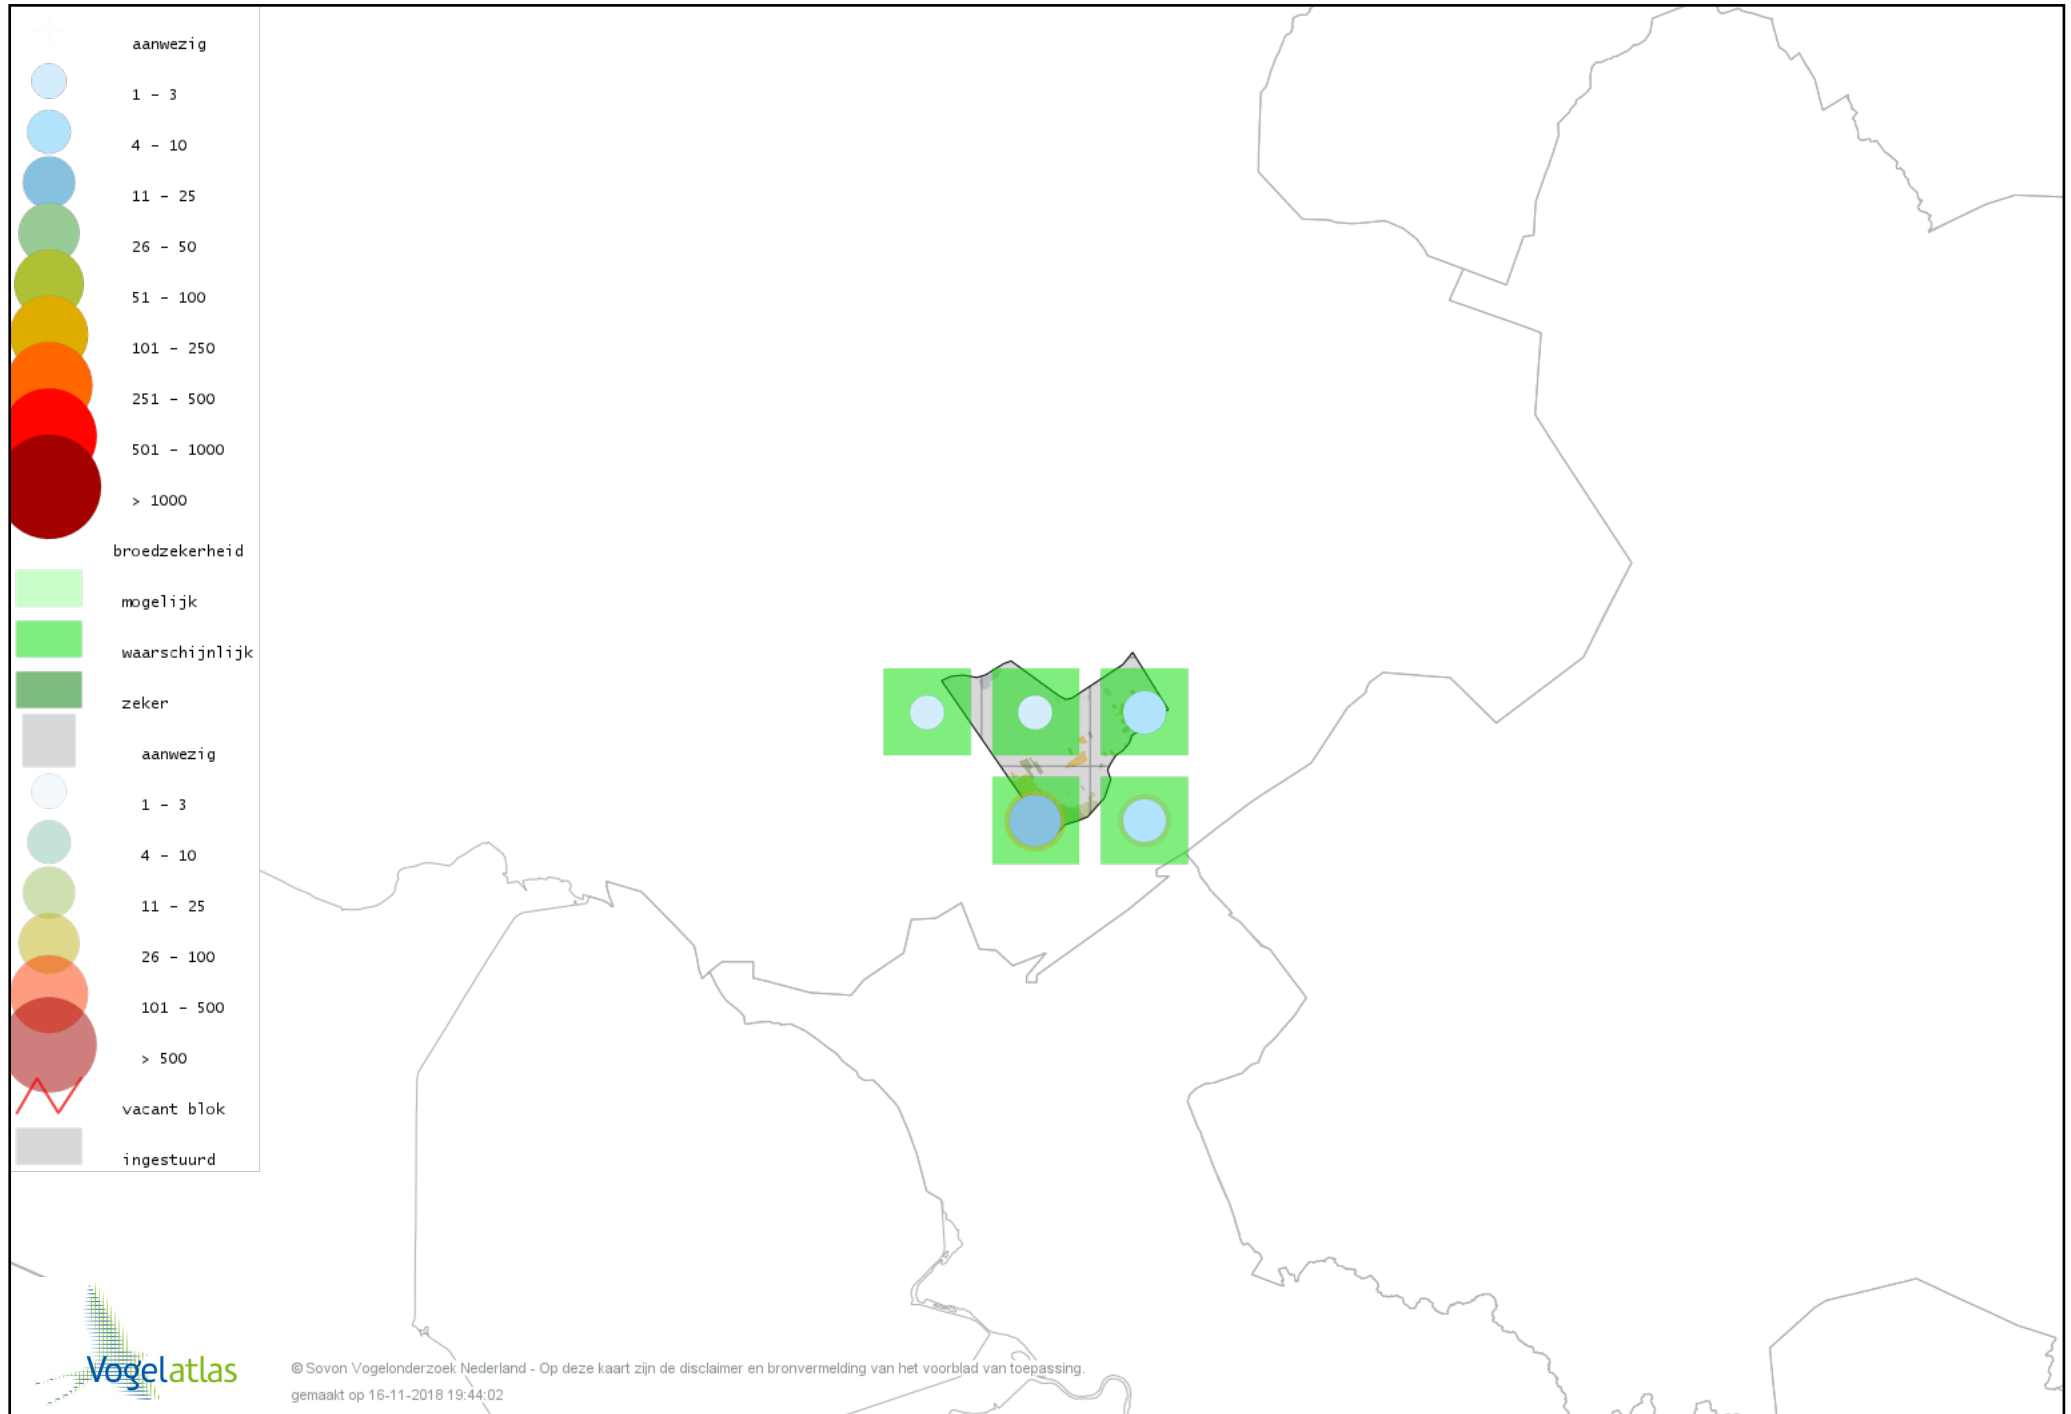 aanwezig
1 - 3
4 - 10
11 - 25
26 - 50
51 - 100
101 - 250
251 - 500
501 - 1000
> 1000
broedzekerheid
mogelijk
waarschijnlijk
zeker
aanwezig
1 - 3
4 - 10
11 - 25
26 - 100
101 - 500
> 500
vacant blok
ingestuurd
Vogelatlas
© Sovon Vogelonderzoek Nederland - Op deze kaart zijn de disclaimer en bronvermelding van het voorblad van toepassing.
gemaakt op 16-11-2018 19:44:02